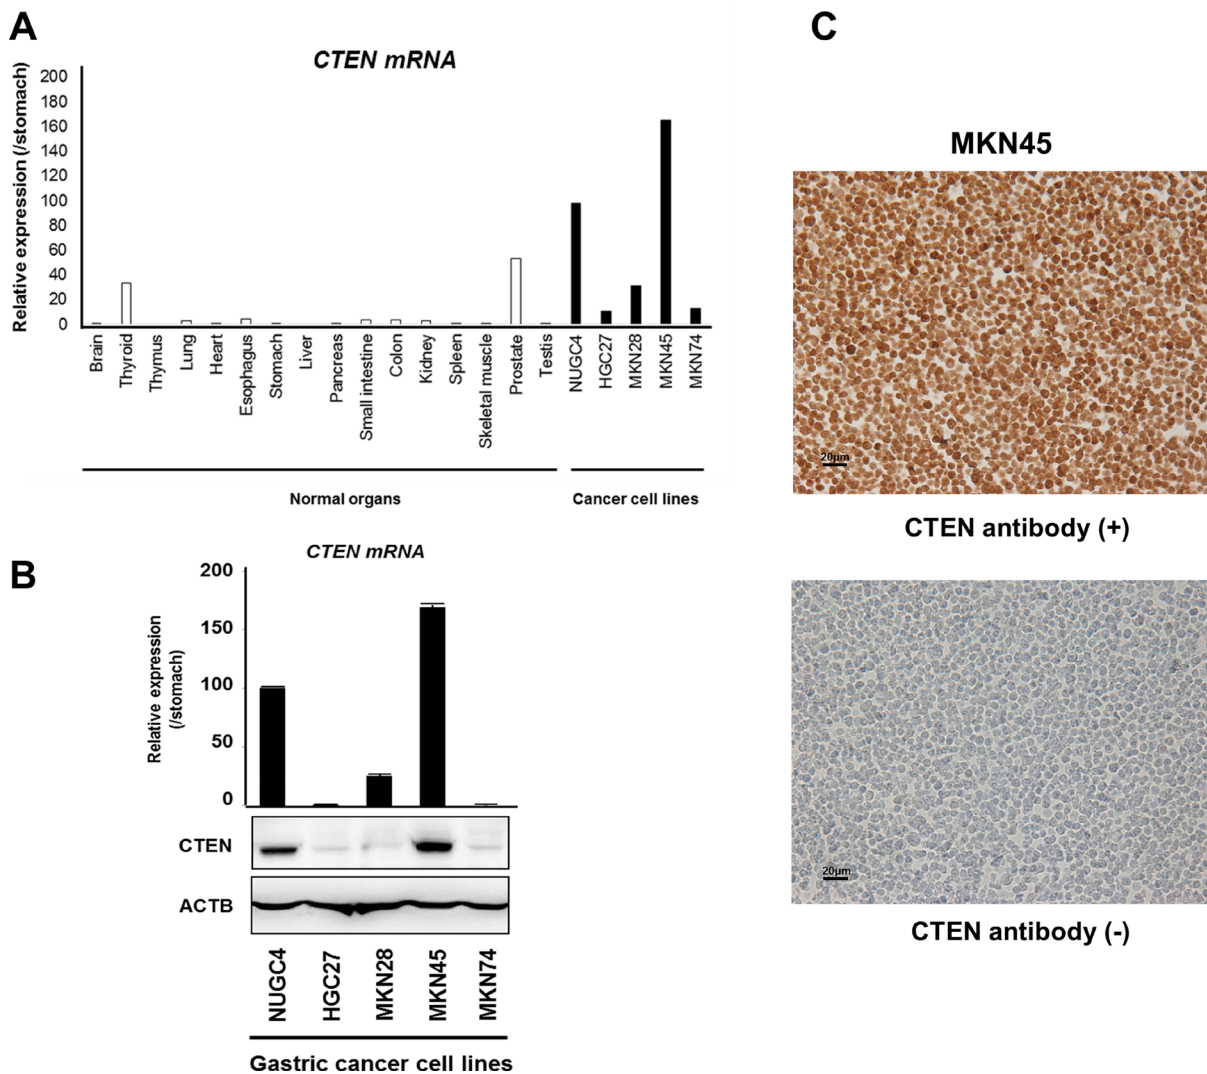 A
CTEN mRNA
Relative expression (/stomach)
200
180
160
140
120
100
80
60
40
20
0
Brain
Thyroid
Thymus
Lung
Heart
Esophagus
Stomach
Liver
Pancreas
Small intestine
Colon
Kidney
Spleen
Skeletal muscle
Prostate
Testis
NUGC4
HGC27
MKN28
MKN45
MKN74
Normal organs
Cancer cell lines
B
CTEN mRNA
Relative expression
(/stomach)
200
150
100
50
0
CTEN
ACTB
NUGC4
HGC27
MKN28
MKN45
MKN74
Gastric cancer cell lines
C
MKN45
20μm
CTEN antibody (+)
20μm
CTEN antibody (-)